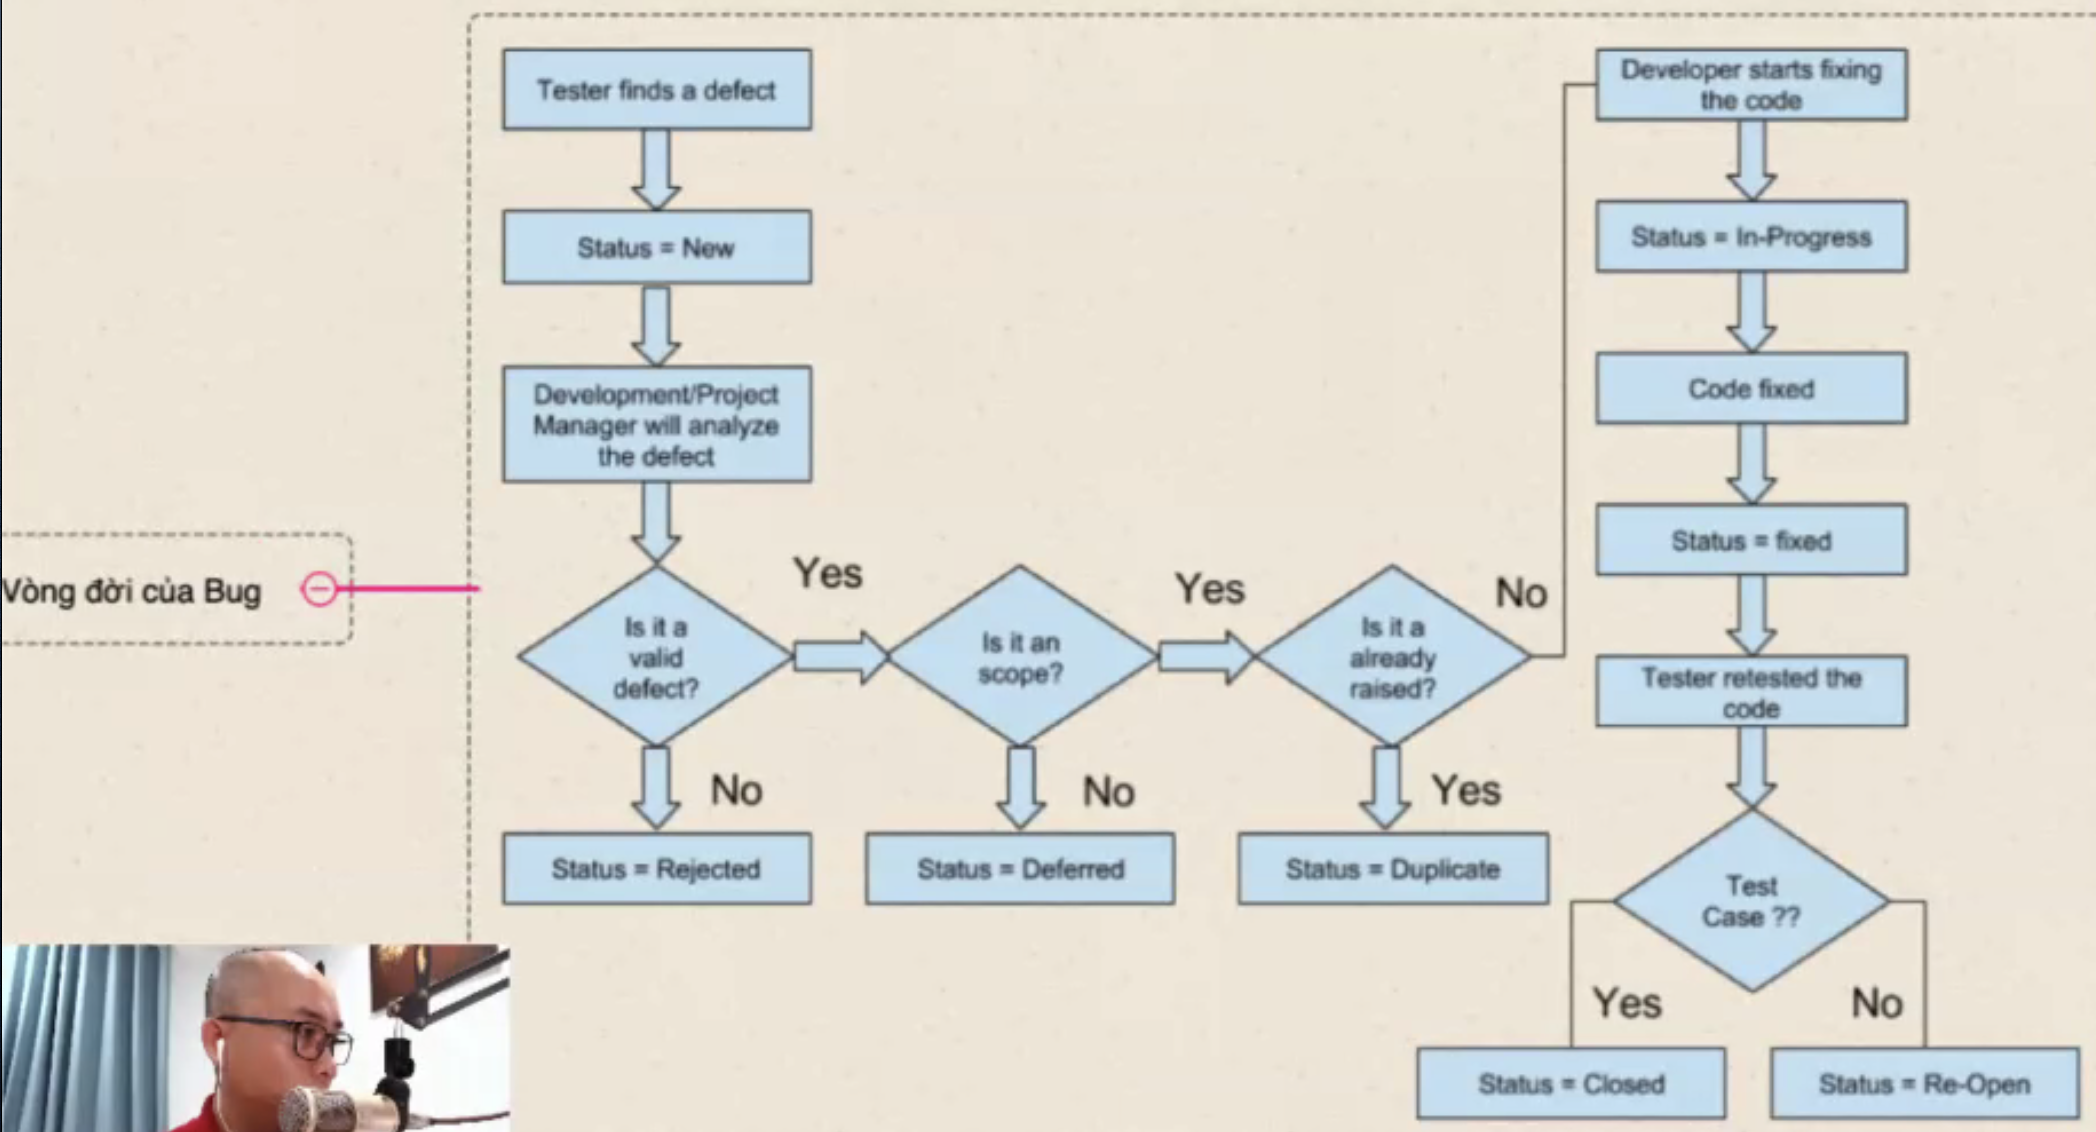 Vòng đời của Bug
Tester finds a defect
Status = New
Development/Project
Manager will analyze
the defect
Is it a
valid
defect?
Yes
No
Status = Rejected
Is it an
scope?
Yes
No
Status = Deferred
Is it a
already
raised?
No
Yes
Status = Duplicate
Developer starts fixing
the code
Status = In-Progress
Code fixed
Status = fixed
Tester retested the
code
Test
Case ??
Yes
No
Status = Closed
Status = Re-Open